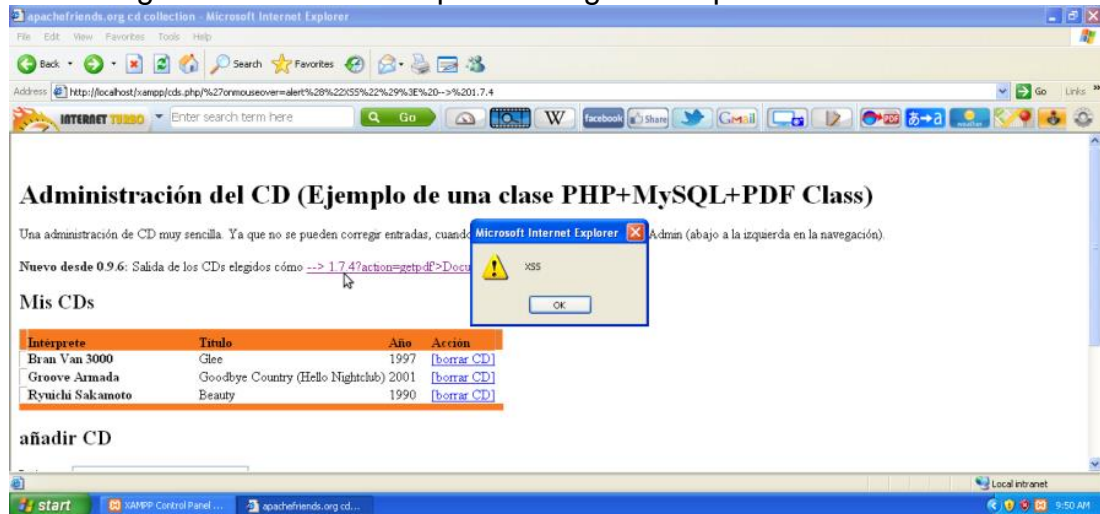 apachefriends.org cd collection - Microsoft Internet Explorer
File Edit View Favorites Tools Help
Back Search Favorites
Address http://localhost/xampp/cds.php/%27onmouseover=alert%28%22XSS%22%29%3E%20-->%201.7.4 Go Links »
INTERNET TURBO Enter search term here Go W facebook Share GMail あ→a weather
Administración del CD (Ejemplo de una clase PHP+MySQL+PDF Class)
Una administración de CD muy sencilla. Ya que no se pueden corregir entradas, Admin (abajo a la izquierda en la navegación).
Nuevo desde 0.9.6: Salida de los CDs elegidos cómo --> 1.7.4?action=getpdf>Docu
Microsoft Internet Explorer
XSS
OK
Mis CDs
Intérprete Titulo Año Acción
Bran Van 3000 Glee 1997 [borrar CD]
Groove Armada Goodbye Country (Hello Nightclub) 2001 [borrar CD]
Ryuichi Sakamoto Beauty 1990 [borrar CD]
añadir CD
Local intranet
start XAMPP Control Panel ... apachefriends.org cd... 9:50 AM